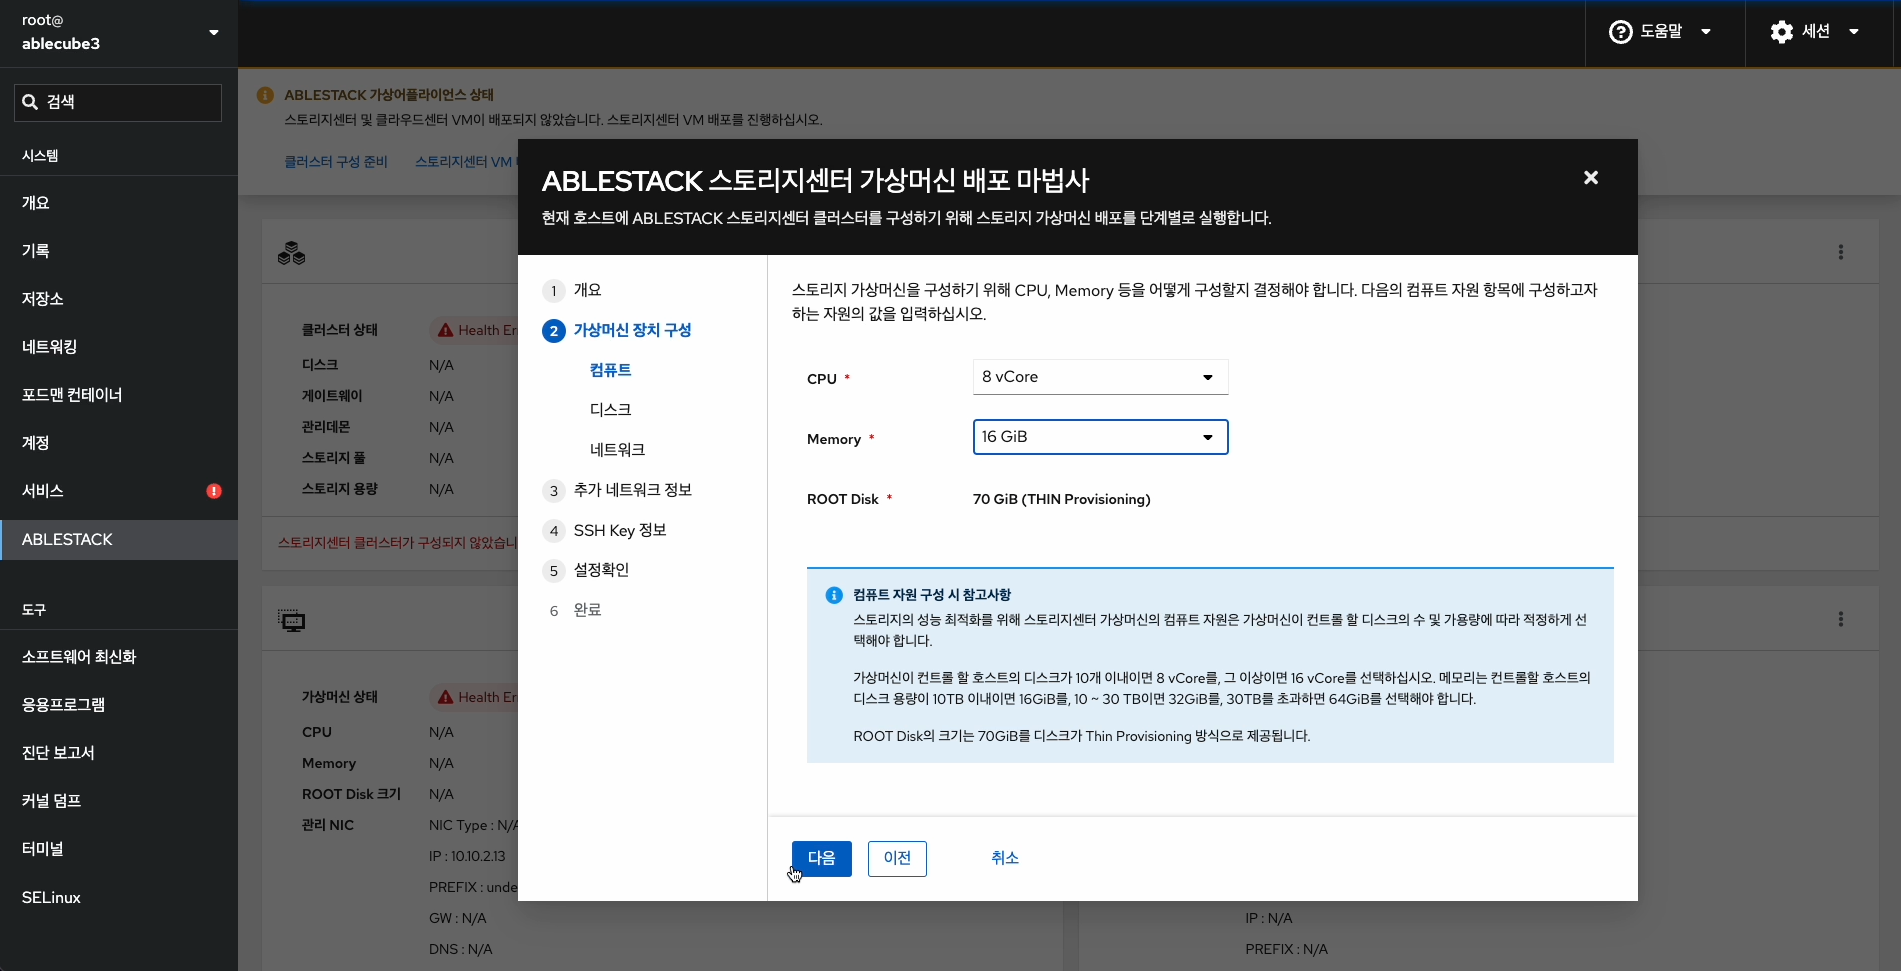 root@
ablecube3
도움말
세션
검색
시스템
개요
기록
저장소
네트워킹
포드맨 컨테이너
계정
서비스
ABLESTACK
도구
소프트웨어 최신화
응용프로그램
진단 보고서
커널 덤프
터미널
SELinux
ABLESTACK 가상어플라이언스 상태
스토리지센터 및 클라우드센터 VM이 배포되지 않았습니다. 스토리지센터 VM 배포를 진행하십시오.
클러스터 구성 준비
스토리지센터 VM
클러스터 상태
Health Er
디스크
N/A
게이트웨이
N/A
관리데몬
N/A
스토리지 풀
N/A
스토리지 용량
N/A
스토리지센터 클러스터가 구성되지 않았습니
가상머신 상태
Health Er
CPU
N/A
Memory
N/A
ROOT Disk 크기
N/A
관리 NIC
NIC Type : N/A
IP : 10.10.2.13
PREFIX : unde
GW : N/A
DNS : N/A
IP : N/A
PREFIX : N/A
ABLESTACK 스토리지센터 가상머신 배포 마법사
현재 호스트에 ABLESTACK 스토리지센터 클러스터를 구성하기 위해 스토리지 가상머신 배포를 단계별로 실행합니다.
1 개요
2 가상머신 장치 구성
컴퓨트
디스크
네트워크
3 추가 네트워크 정보
4 SSH Key 정보
5 설정확인
6 완료
스토리지 가상머신을 구성하기 위해 CPU, Memory 등을 어떻게 구성할지 결정해야 합니다. 다음의 컴퓨트 자원 항목에 구성하고자
하는 자원의 값을 입력하십시오.
CPU *
8 vCore
Memory *
16 GiB
ROOT Disk *
70 GiB (THIN Provisioning)
컴퓨트 자원 구성 시 참고사항
스토리지의 성능 최적화를 위해 스토리지센터 가상머신의 컴퓨트 자원은 가상머신이 컨트롤 할 디스크의 수 및 가용량에 따라 적정하게 선
택해야 합니다.
가상머신이 컨트롤 할 호스트의 디스크가 10개 이내이면 8 vCore를, 그 이상이면 16 vCore를 선택하십시오. 메모리는 컨트롤할 호스트의
디스크 용량이 10TB 이내이면 16GiB를, 10 ~ 30 TB이면 32GiB를, 30TB를 초과하면 64GiB를 선택해야 합니다.
ROOT Disk의 크기는 70GiB를 디스크가 Thin Provisioning 방식으로 제공됩니다.
다음
이전
취소